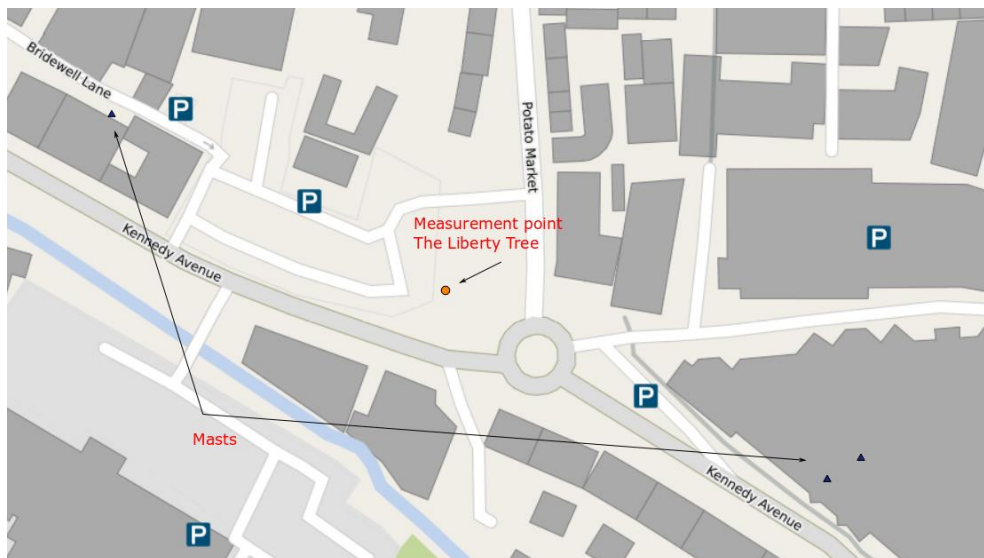 Bridewell Lane
P
P
Potato Market
P
Measurement point
The Liberty Tree
P
Kennedy Avenue
P
Masts
Kennedy Avenue
P